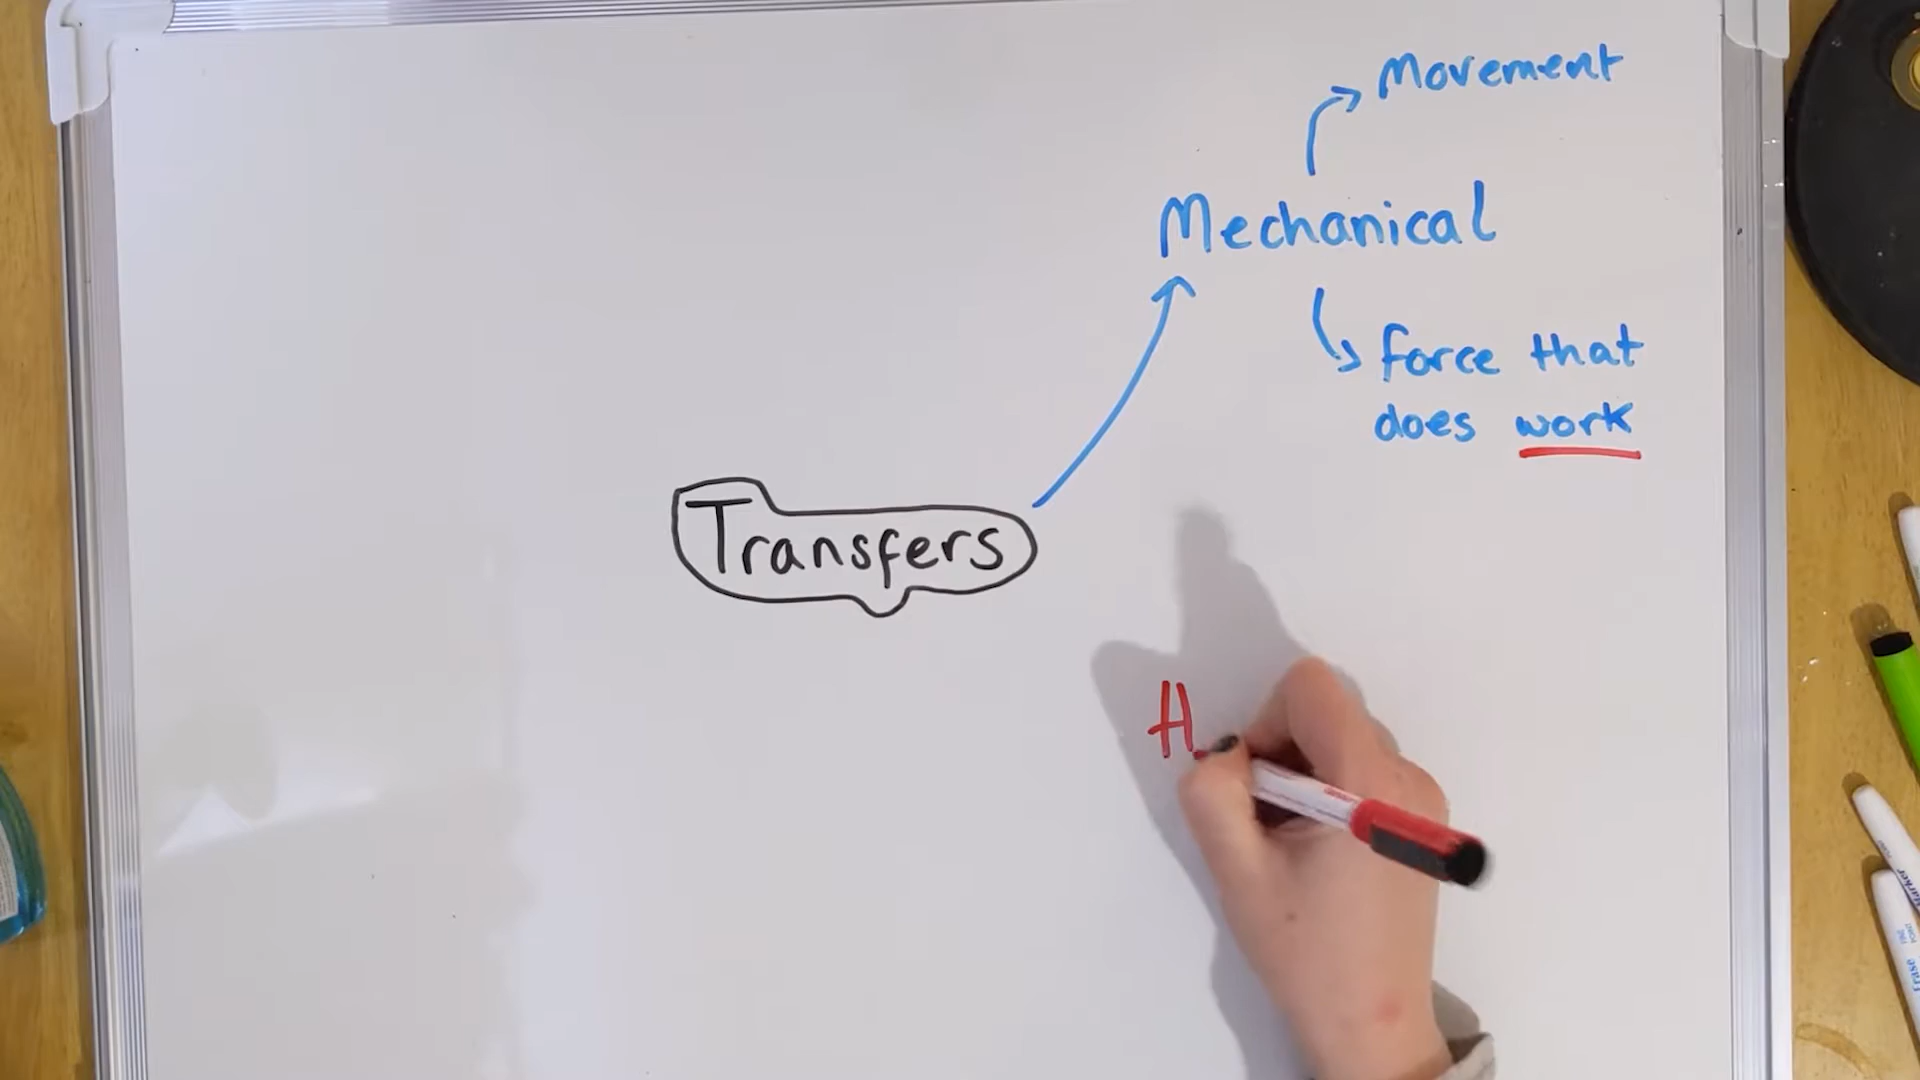 Movement
Mechanical
force that
does work
Transfers
H